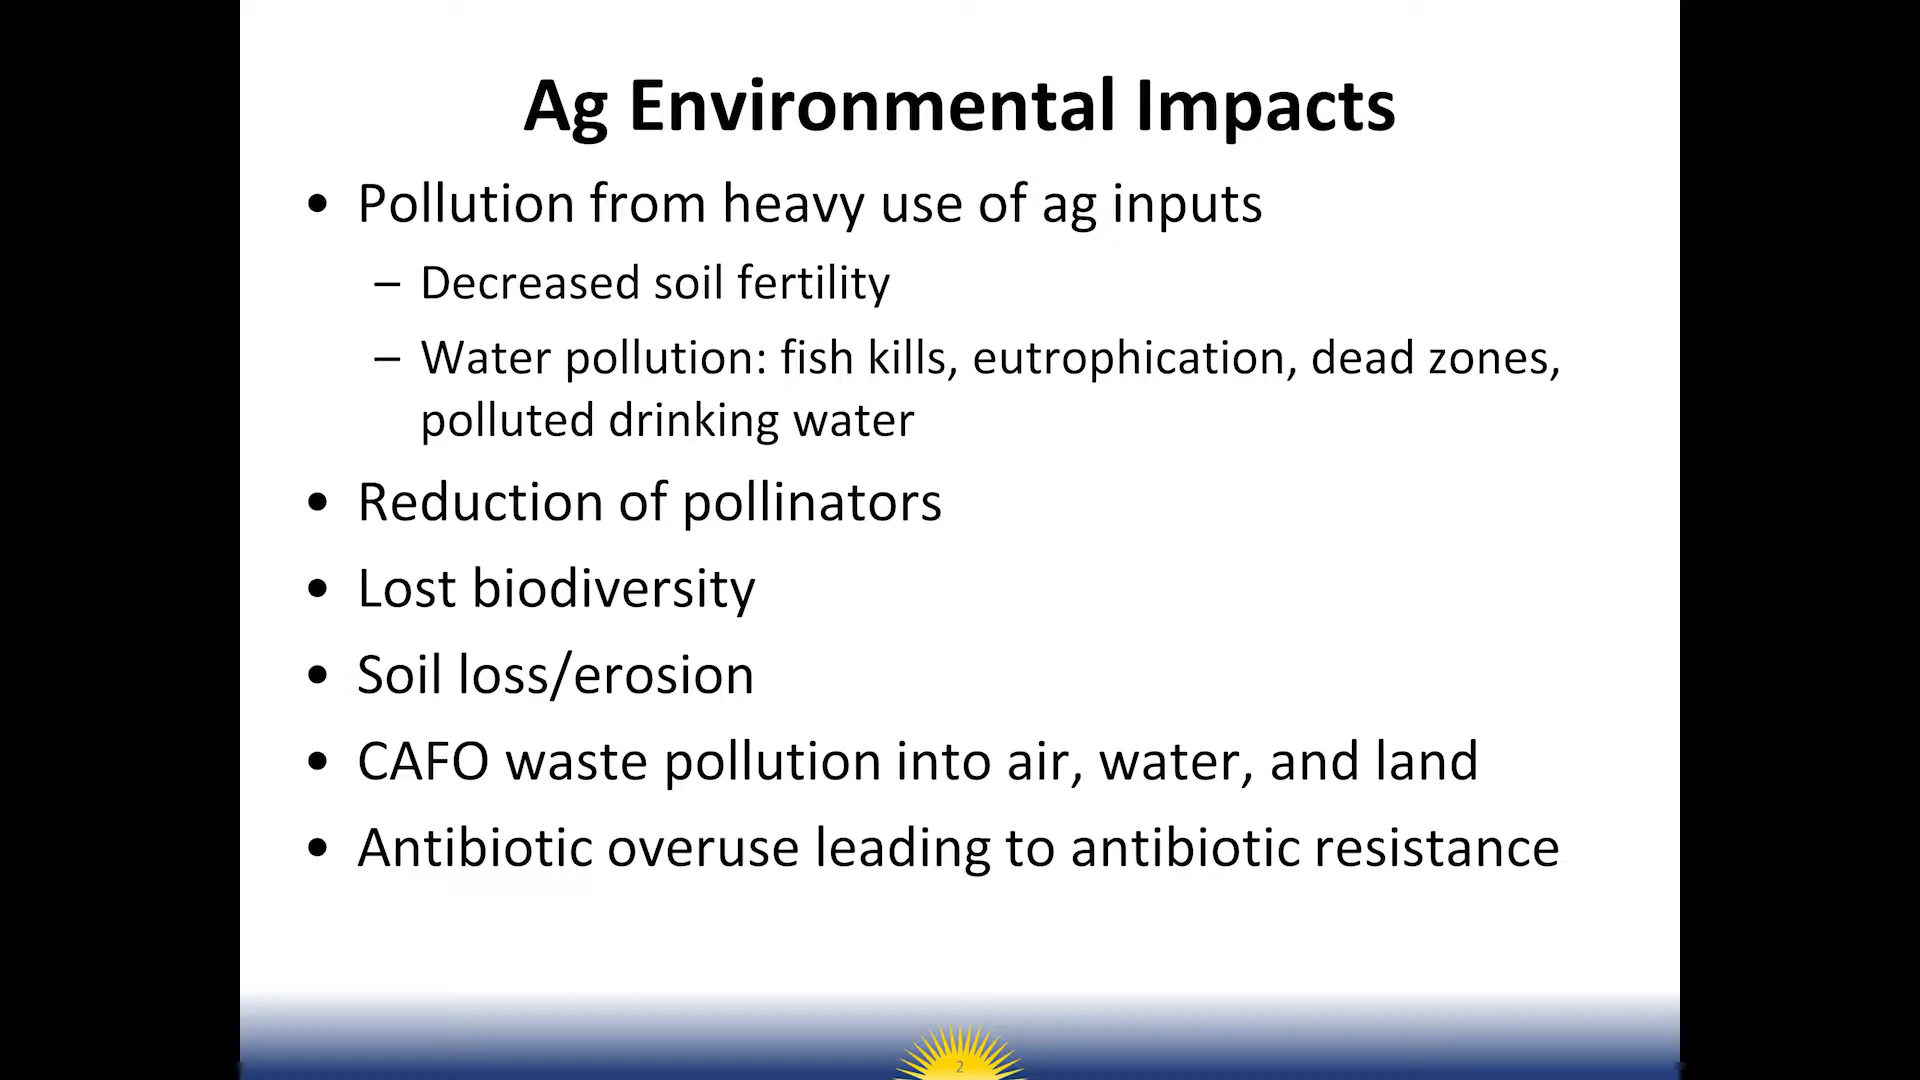 Ag Environmental Impacts
• Pollution from heavy use of ag inputs
– Decreased soil fertility
– Water pollution: fish kills, eutrophication, dead zones,
polluted drinking water
• Reduction of pollinators
• Lost biodiversity
• Soil loss/erosion
• CAFO waste pollution into air, water, and land
• Antibiotic overuse leading to antibiotic resistance
2